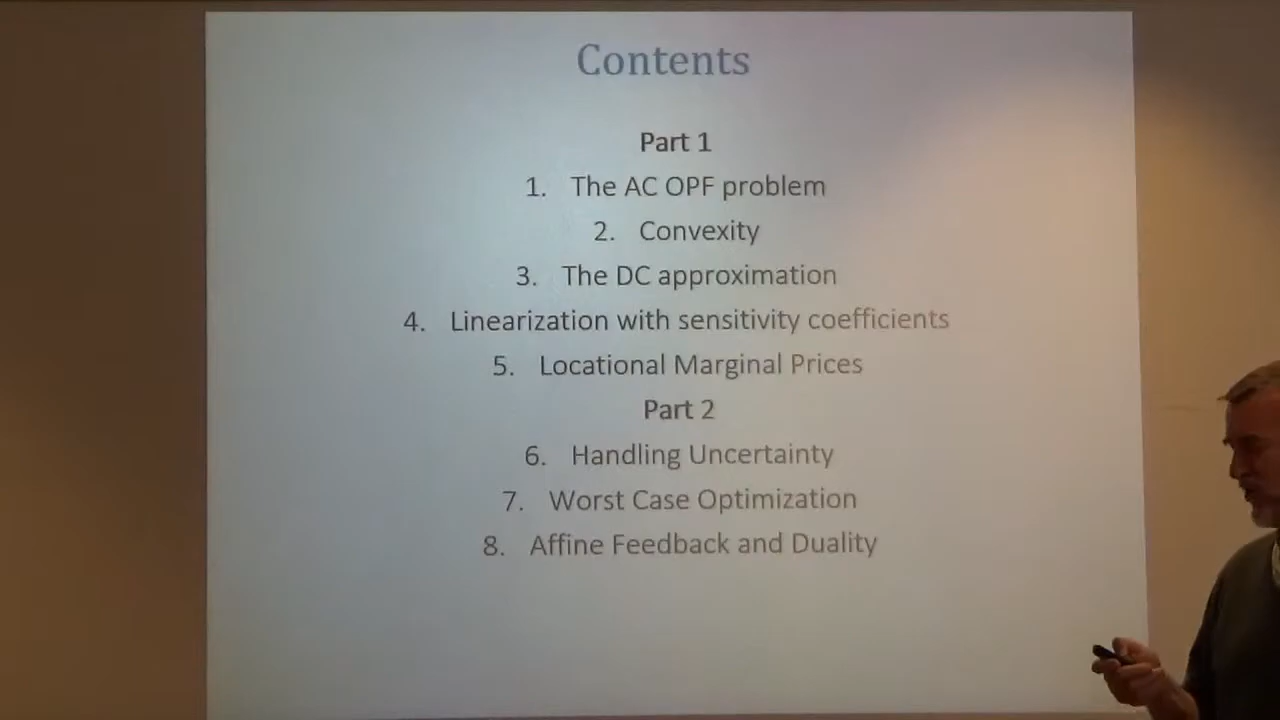 Contents
Part 1
1. The AC OPF problem
2. Convexity
3. The DC approximation
4. Linearization with sensitivity coefficients
5. Locational Marginal Prices
Part 2
6. Handling Uncertainty
7. Worst Case Optimization
8. Affine Feedback and Duality